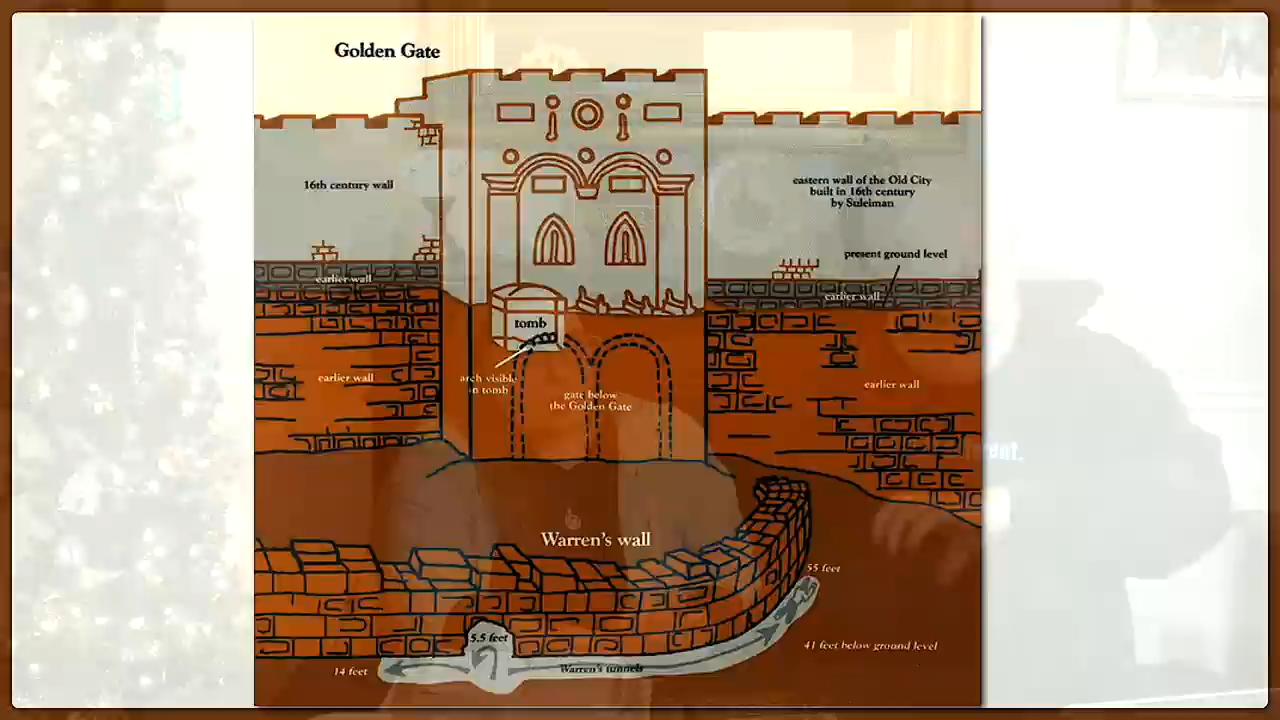 Golden Gate
16th century wall
eastern wall of the Old City
built in 16th century
by Suleiman
present ground level
earlier wall
earlier wall
tomb
earlier wall
arch visible
in tomb
gate below
the Golden Gate
earlier wall
Warren's wall
55 feet
5.5 feet
41 feet below ground level
14 feet
Warren's tunnels